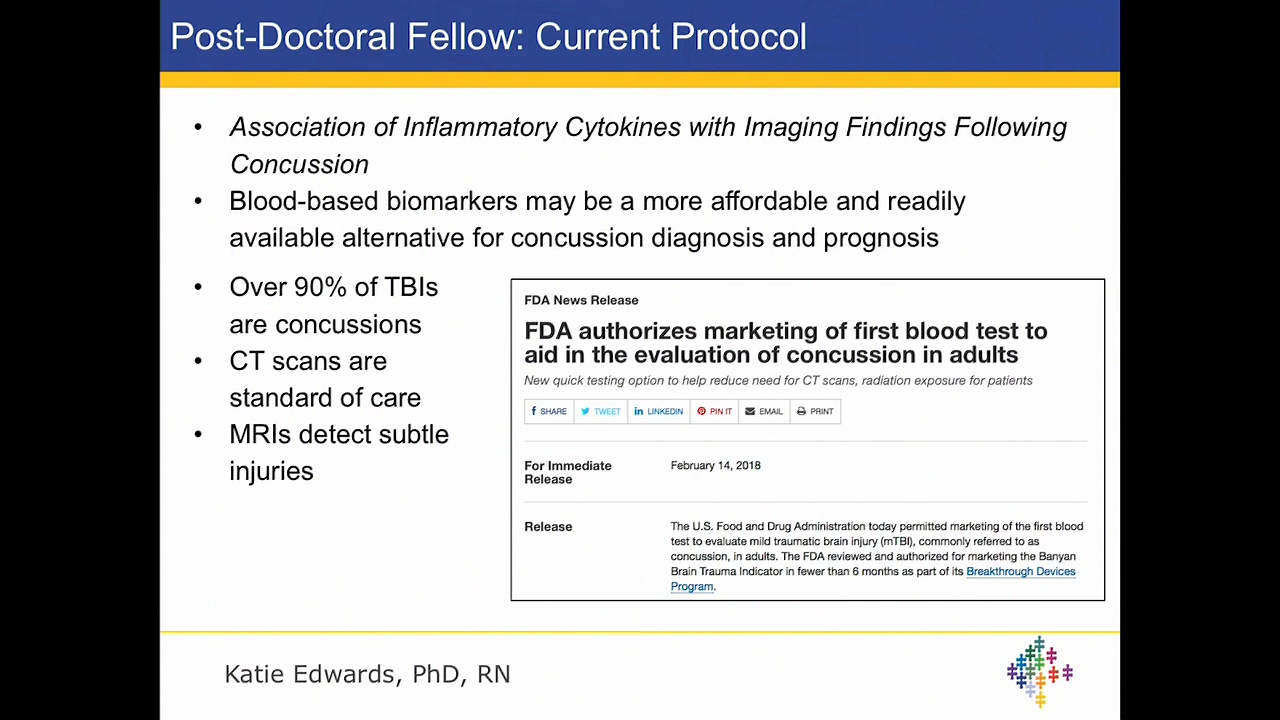 Post-Doctoral Fellow: Current Protocol
• Association of Inflammatory Cytokines with Imaging Findings Following
Concussion
• Blood-based biomarkers may be a more affordable and readily
available alternative for concussion diagnosis and prognosis
• Over 90% of TBIs
are concussions
• CT scans are
standard of care
• MRIs detect subtle
injuries
FDA News Release
FDA authorizes marketing of first blood test to
aid in the evaluation of concussion in adults
New quick testing option to help reduce need for CT scans, radiation exposure for patients
SHARE TWEET LINKEDIN PIN IT EMAIL PRINT
For Immediate February 14, 2018
Release
Release The U.S. Food and Drug Administration today permitted marketing of the first blood
test to evaluate mild traumatic brain injury (mTBI), commonly referred to as
concussion, in adults. The FDA reviewed and authorized for marketing the Banyan
Brain Trauma Indicator in fewer than 6 months as part of its Breakthrough Devices
Program.
Katie Edwards, PhD, RN